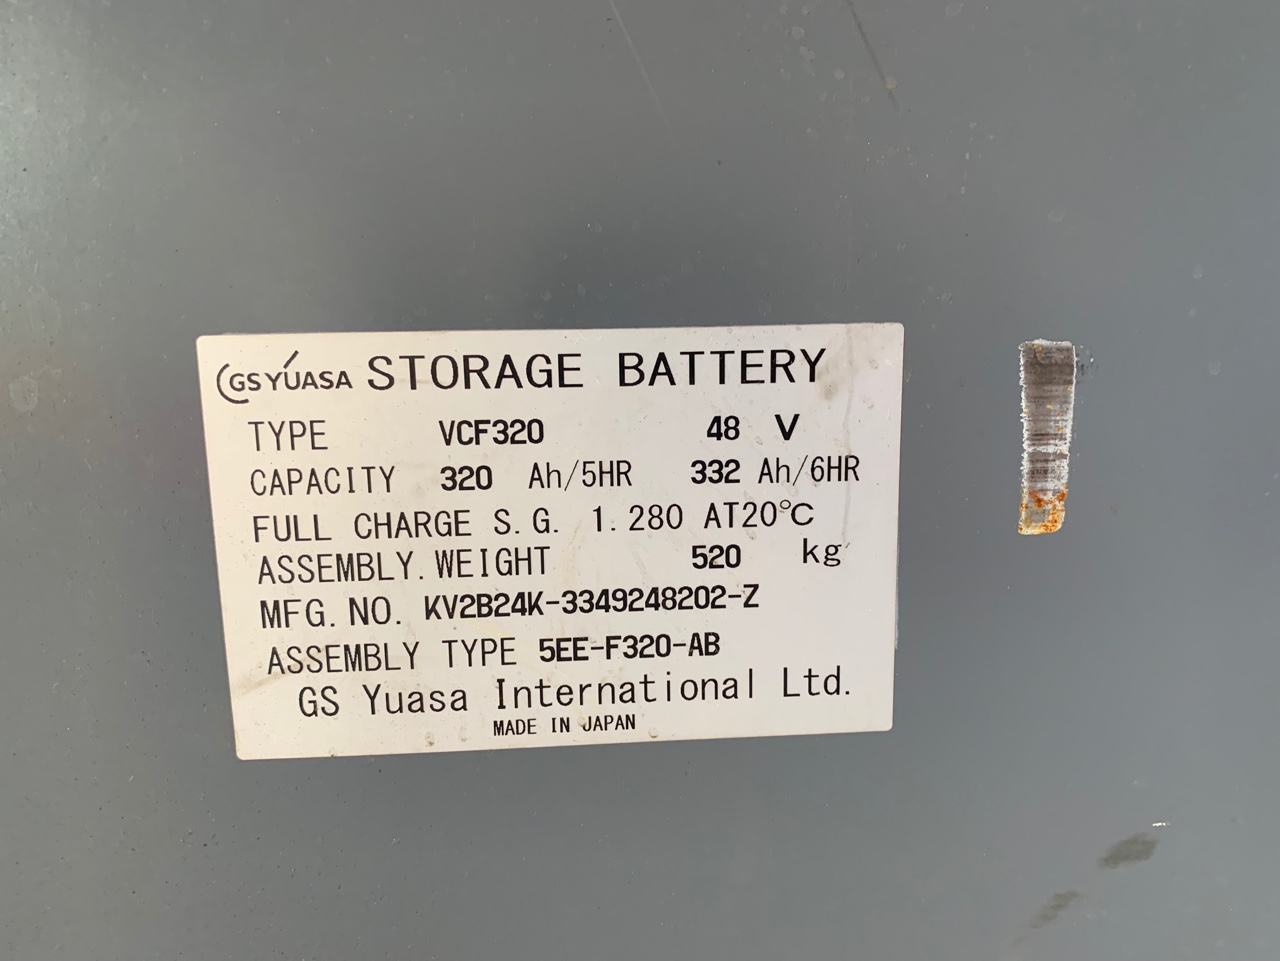 GS YUASA STORAGE BATTERY
TYPE VCF320 48 V
CAPACITY 320 Ah/5HR 332 Ah/6HR
FULL CHARGE S.G. 1.280 AT20℃
ASSEMBLY.WEIGHT 520 kg
MFG.NO. KV2B24K-3349248202-Z
ASSEMBLY TYPE 5EE-F320-AB
GS Yuasa International Ltd.
MADE IN JAPAN